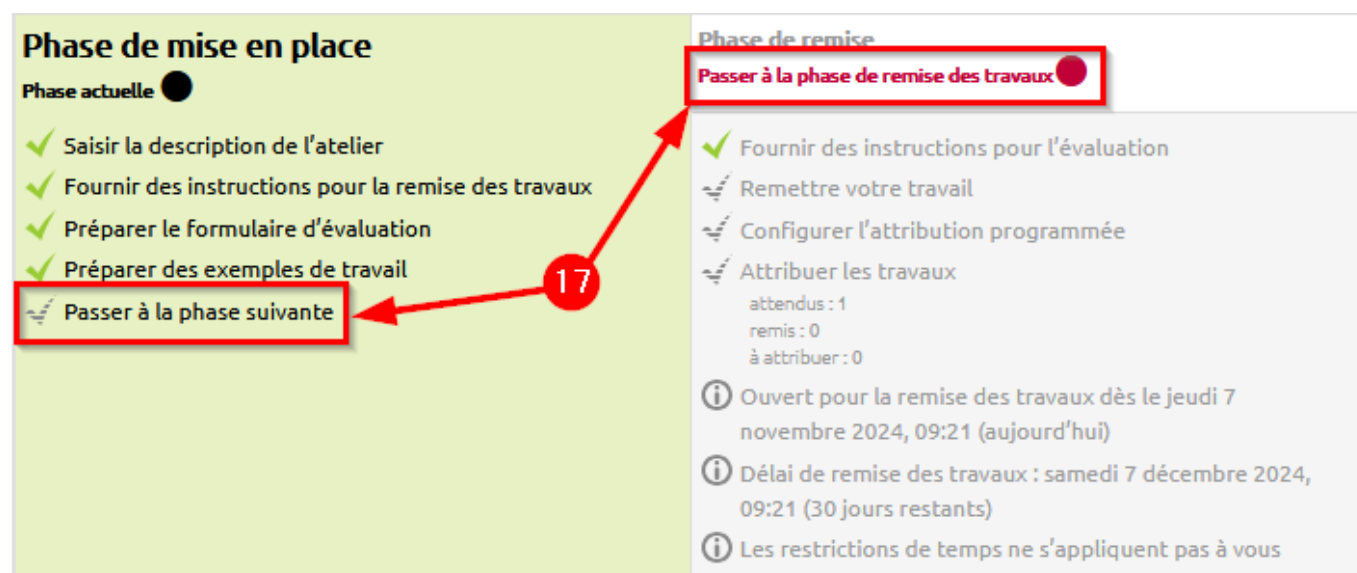 Phase de mise en place
Phase actuelle
Saisir la description de l'atelier
Fournir des instructions pour la remise des travaux
Préparer le formulaire d'évaluation
Préparer des exemples de travail
Passer à la phase suivante
17
Phase de remise
Passer à la phase de remise des travaux
Fournir des instructions pour l'évaluation
Remettre votre travail
Configurer l'attribution programmée
Attribuer les travaux
attendus : 1
remis : 0
à attribuer : 0
Ouvert pour la remise des travaux dès le jeudi 7
novembre 2024, 09:21 (aujourd'hui)
Délai de remise des travaux : samedi 7 décembre 2024,
09:21 (30 jours restants)
Les restrictions de temps ne s'appliquent pas à vous